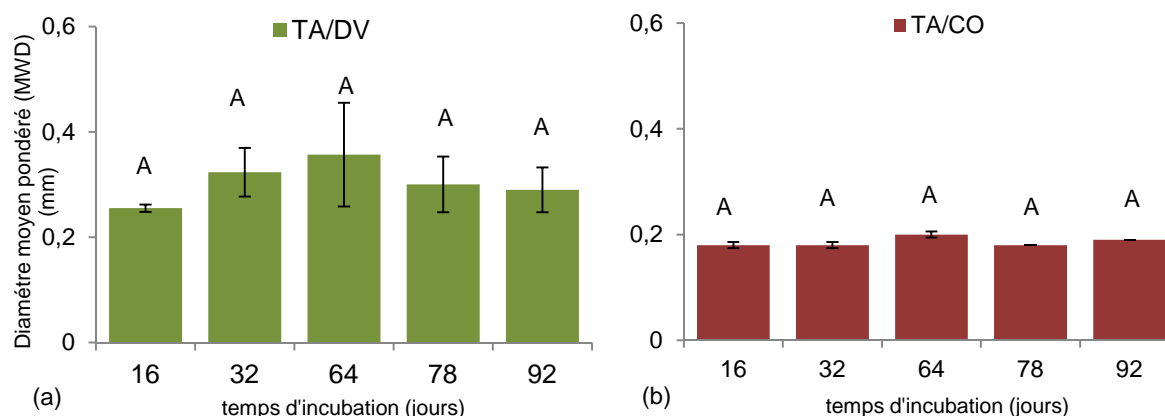 0,6
TA/DV
A
A
A
A
A
0,4
0,2
0
Diamétre moyen pondéré (MWD)
(mm)
16 32 64 78 92
(a)
temps d'incubation (jours)
0,6
TA/CO
0,4
A
A
A
A
A
0,2
0
16 32 64 78 92
(b)
temps d'incubation (jours)